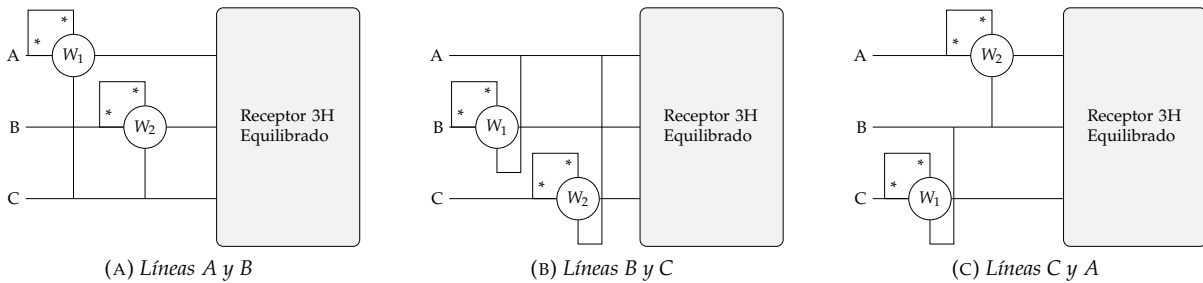 A
*
*
W1
B
*
*
W2
C
Receptor 3H
Equilibrado
(A) Líneas A y B
A
B
*
*
W1
C
*
*
W2
Receptor 3H
Equilibrado
(B) Líneas B y C
A
*
*
W2
B
C
*
*
W1
Receptor 3H
Equilibrado
(C) Líneas C y A